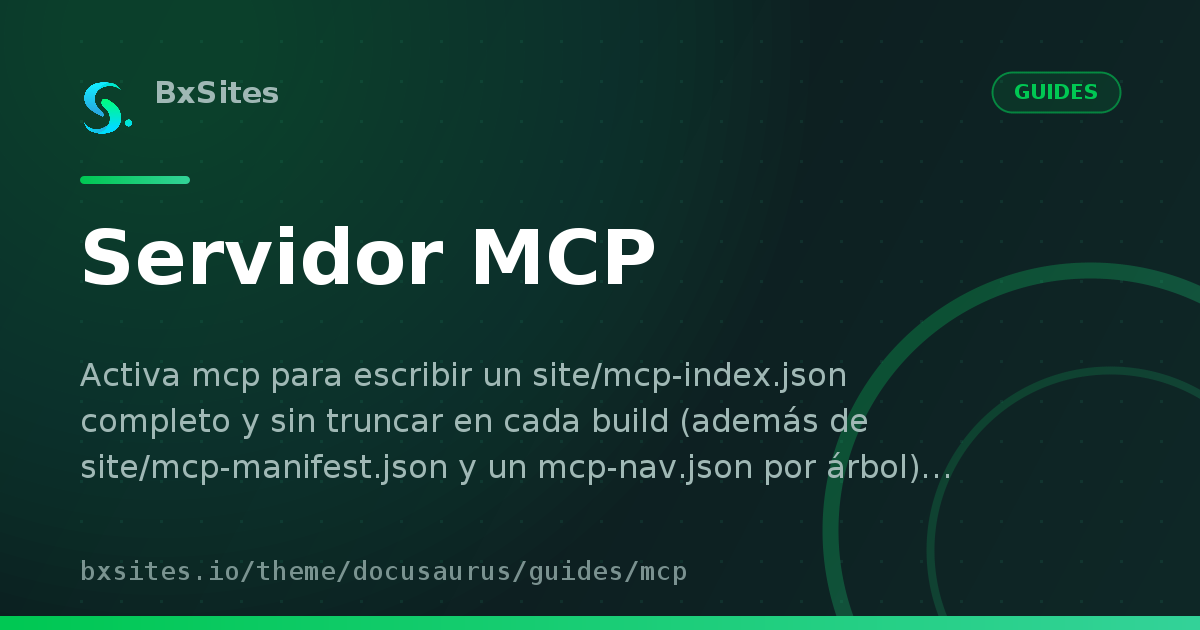 BxSites
GUIDES
Servidor MCP
Activa mcp para escribir un site/mcp-index.json
completo y sin truncar en cada build (además de
site/mcp-manifest.json y un mcp-nav.json por árbol)…
bxsites.io/theme/docusaurus/guides/mcp